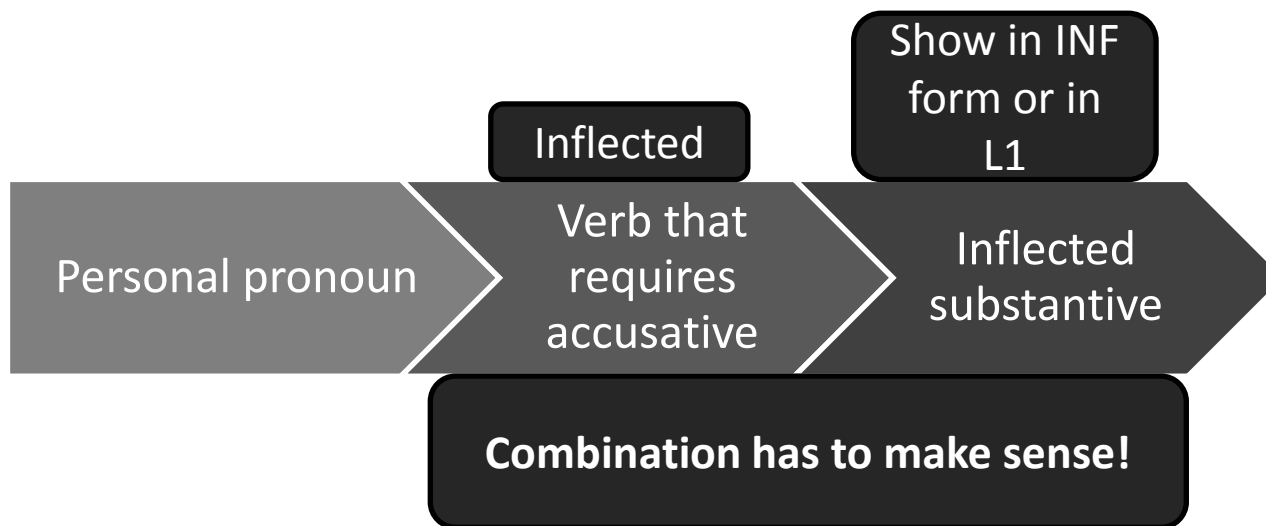 Show in INF
form or in
L1
Inflected
Personal pronoun
Verb that
requires
accusative
Inflected
substantive
Combination has to make sense!